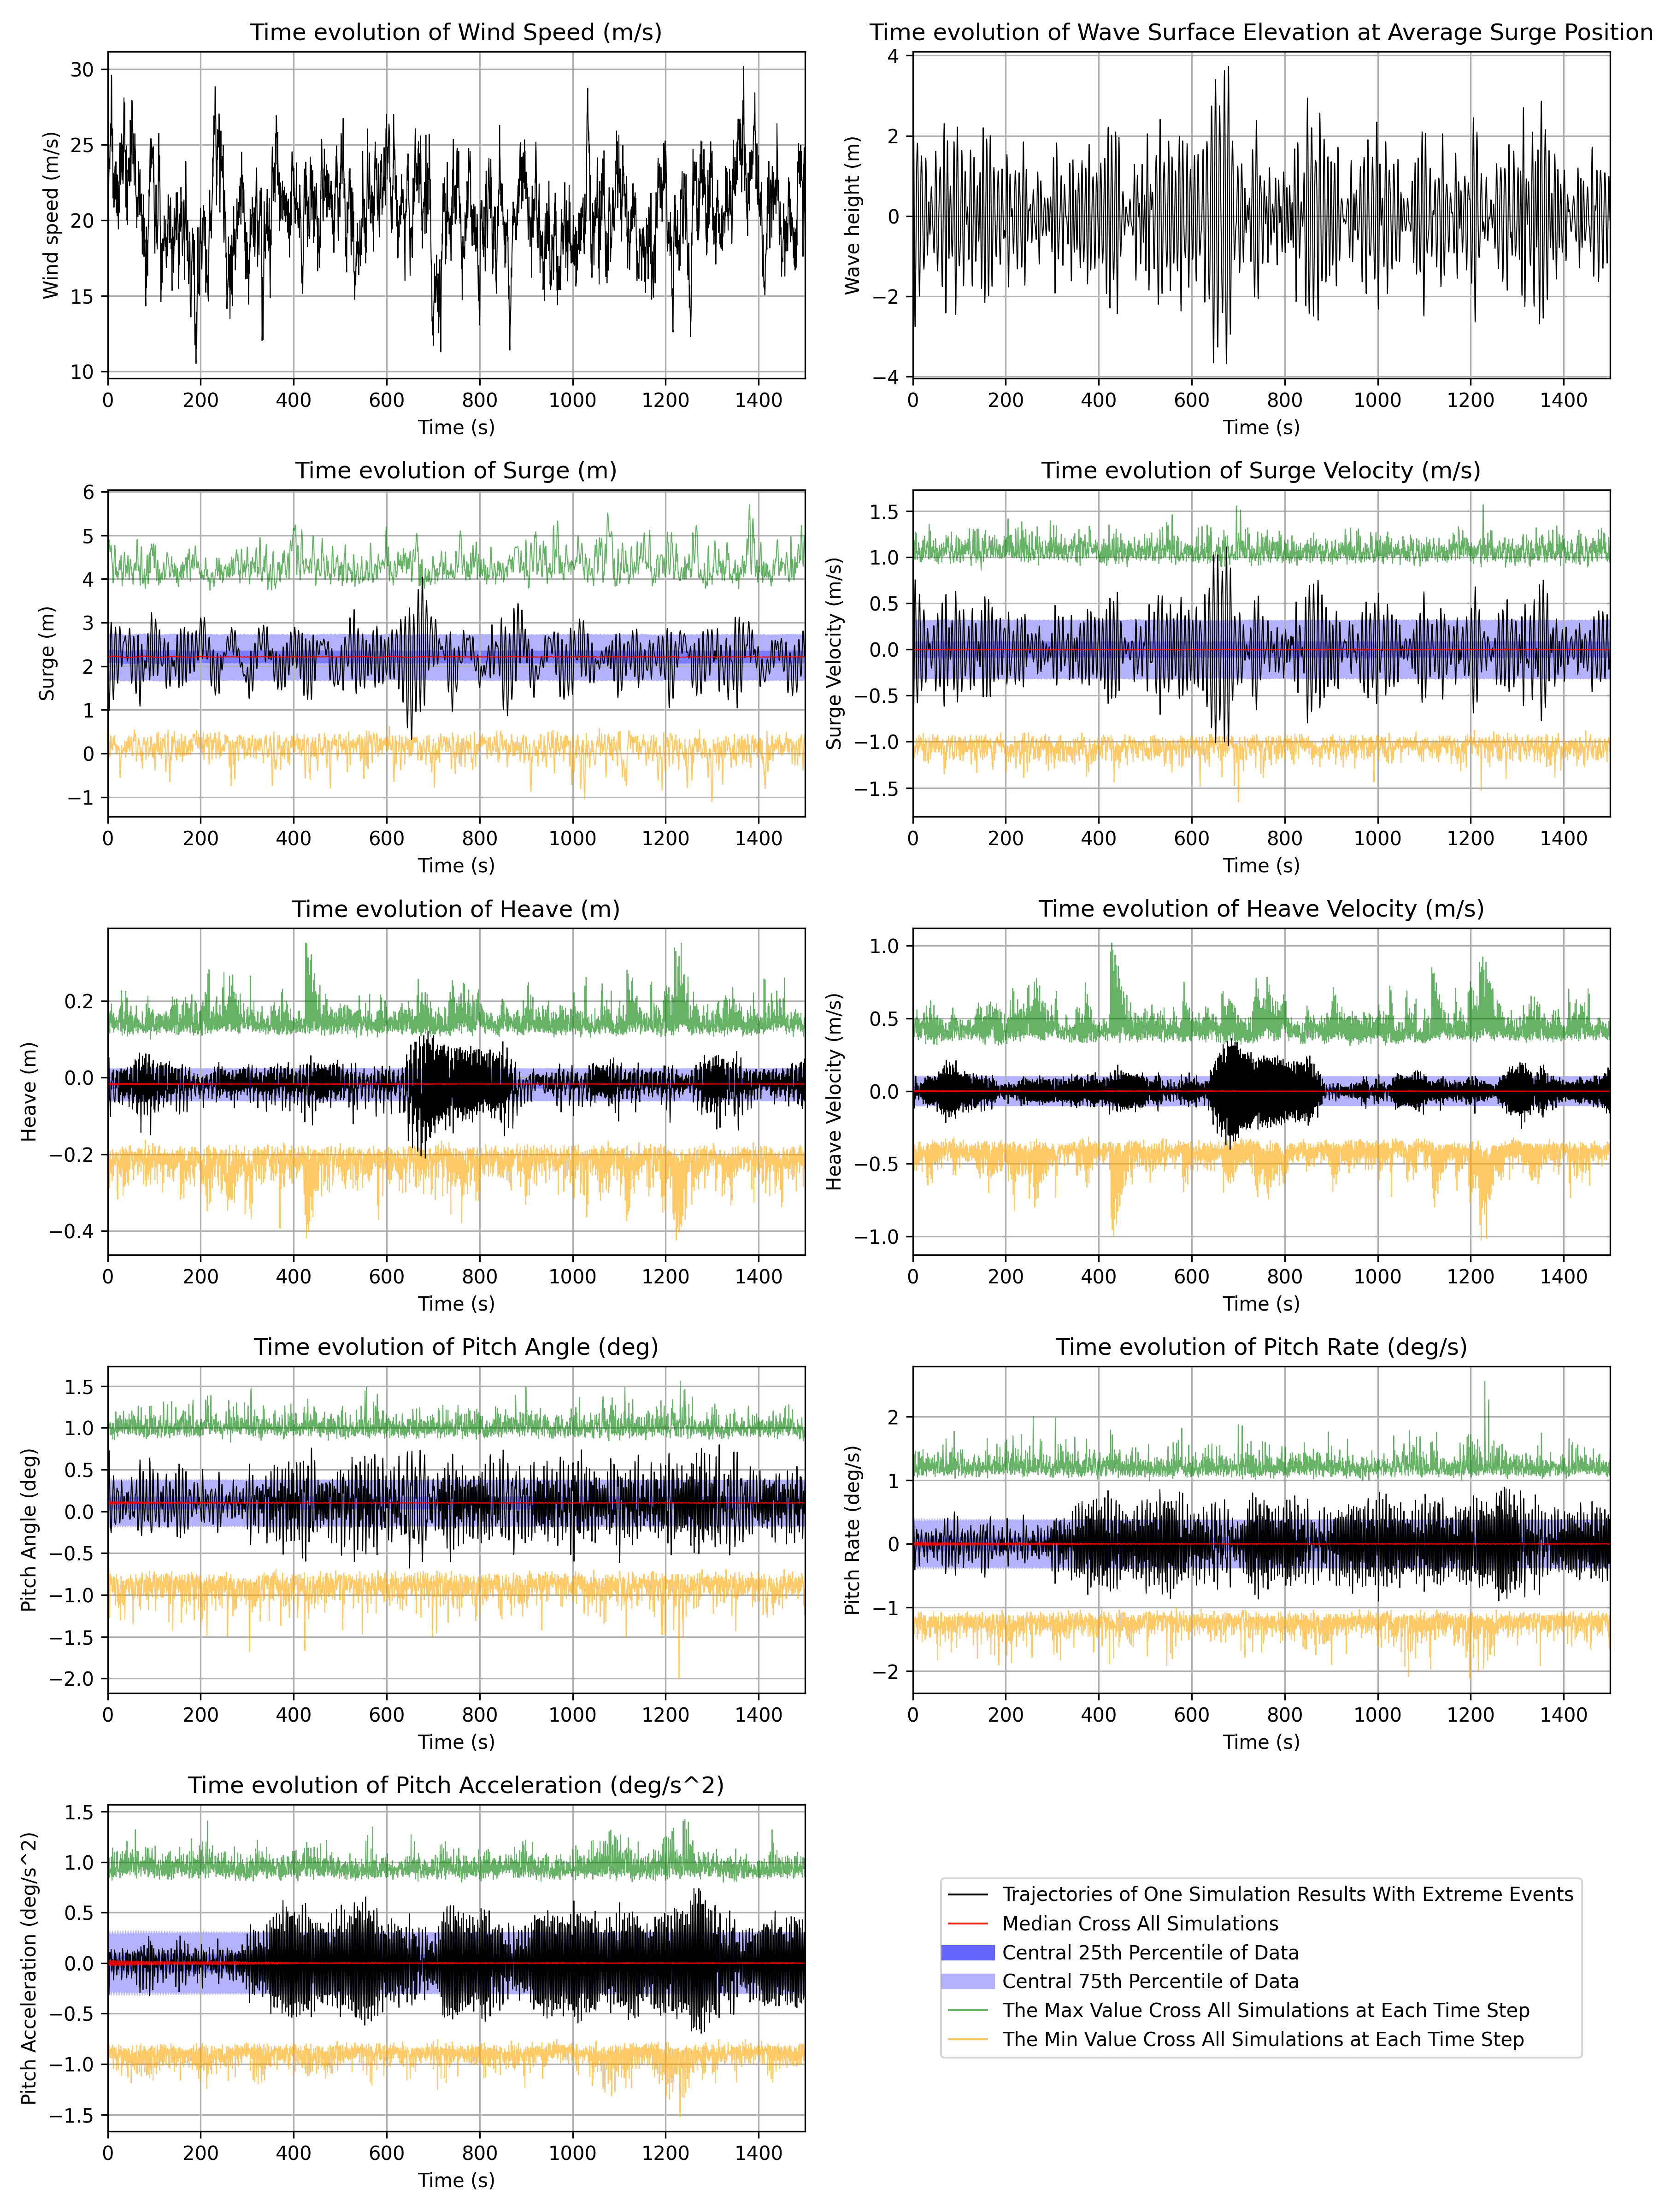 Time evolution of Wind Speed (m/s)
30
25
20
15
10
Wind speed (m/s)
0 200 400 600 800 1000 1200 1400
Time (s)
Time evolution of Wave Surface Elevation at Average Surge Position
4
2
0
−2
−4
Wave height (m)
0 200 400 600 800 1000 1200 1400
Time (s)
Time evolution of Surge (m)
6
5
4
3
2
1
0
−1
Surge (m)
0 200 400 600 800 1000 1200 1400
Time (s)
Time evolution of Surge Velocity (m/s)
1.5
1.0
0.5
0.0
−0.5
−1.0
−1.5
Surge Velocity (m/s)
0 200 400 600 800 1000 1200 1400
Time (s)
Time evolution of Heave (m)
0.2
0.0
−0.2
−0.4
Heave (m)
0 200 400 600 800 1000 1200 1400
Time (s)
Time evolution of Heave Velocity (m/s)
1.0
0.5
0.0
−0.5
−1.0
Heave Velocity (m/s)
0 200 400 600 800 1000 1200 1400
Time (s)
Time evolution of Pitch Angle (deg)
1.5
1.0
0.5
0.0
−0.5
−1.0
−1.5
−2.0
Pitch Angle (deg)
0 200 400 600 800 1000 1200 1400
Time (s)
Time evolution of Pitch Rate (deg/s)
2
1
0
−1
−2
Pitch Rate (deg/s)
0 200 400 600 800 1000 1200 1400
Time (s)
Time evolution of Pitch Acceleration (deg/s^2)
1.5
1.0
0.5
0.0
−0.5
−1.0
−1.5
Pitch Acceleration (deg/s^2)
0 200 400 600 800 1000 1200 1400
Time (s)
Trajectories of One Simulation Results With Extreme Events
Median Cross All Simulations
Central 25th Percentile of Data
Central 75th Percentile of Data
The Max Value Cross All Simulations at Each Time Step
The Min Value Cross All Simulations at Each Time Step